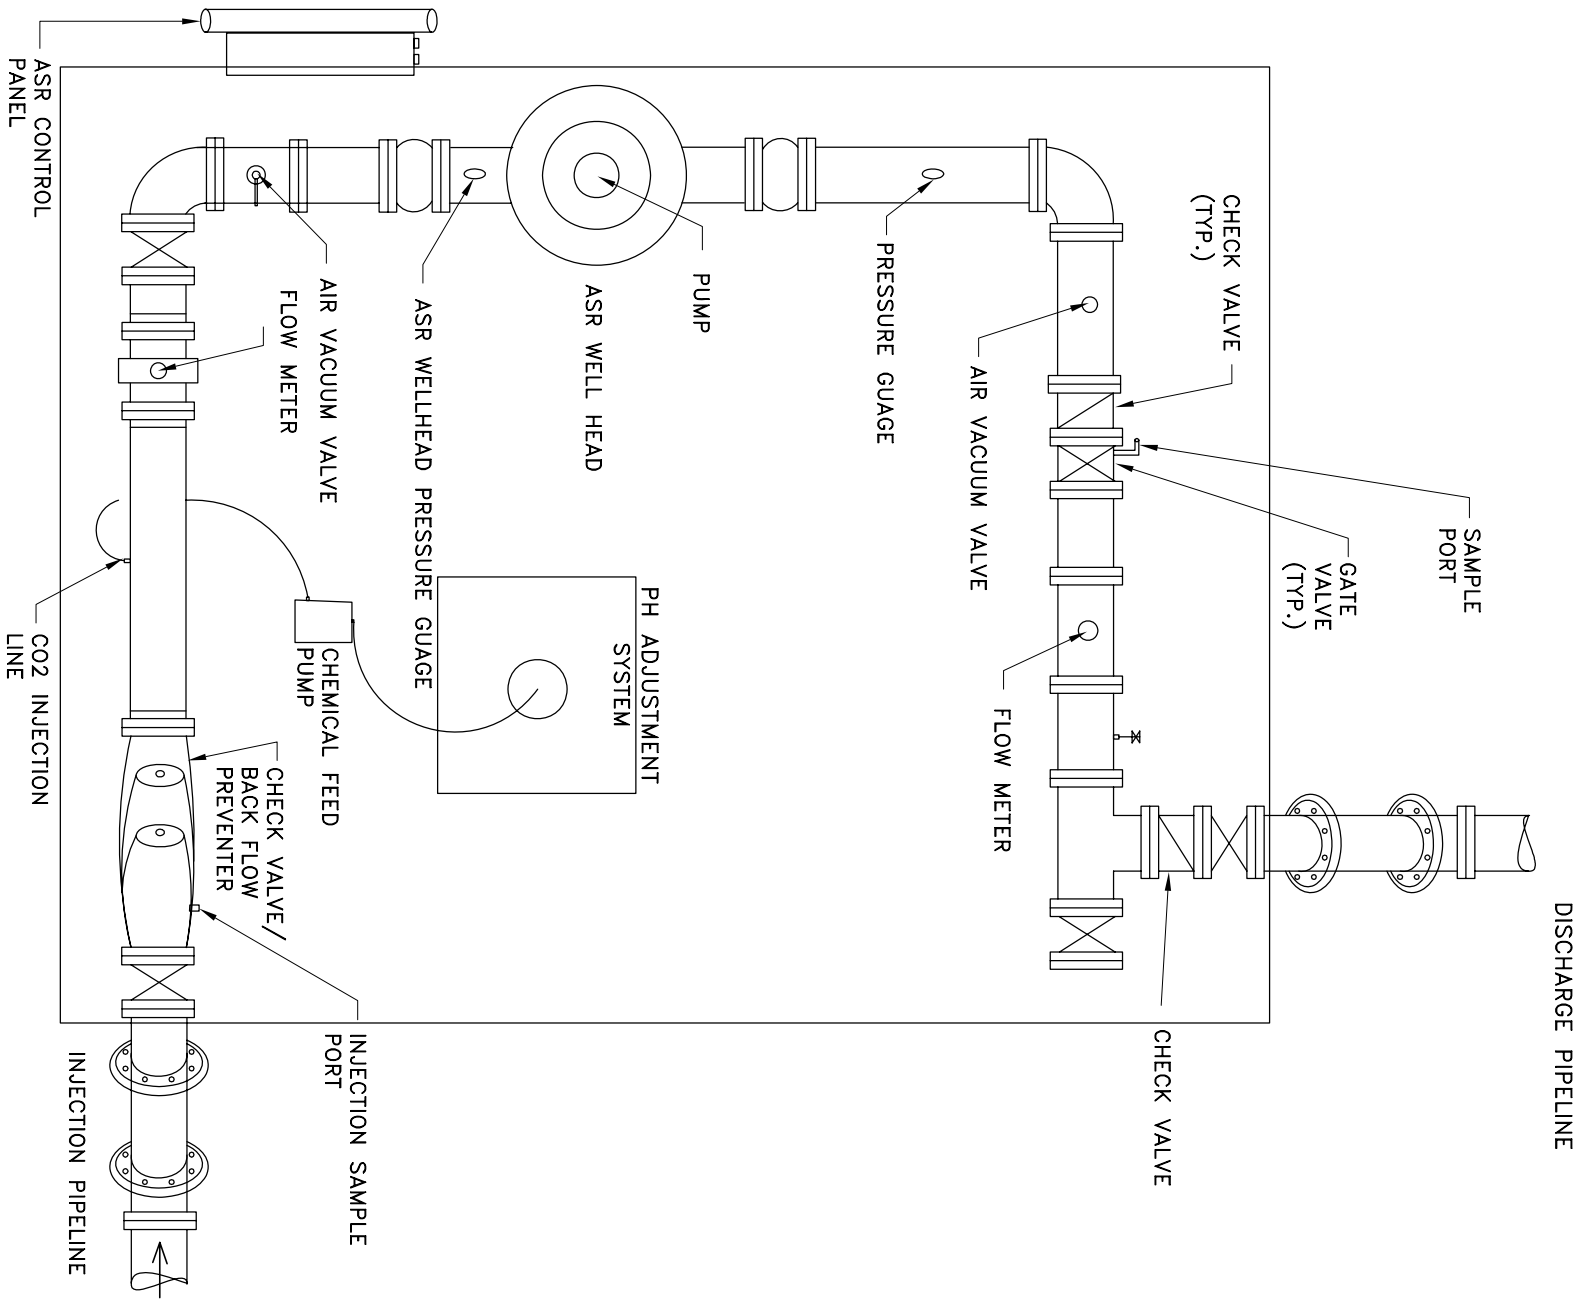 DISCHARGE PIPELINE
SAMPLE
PORT
GATE
VALVE
(TYP.)
CHECK VALVE
(TYP.)
CHECK VALVE
FLOW METER
AIR VACUUM VALVE
PRESSURE GUAGE
PUMP
PH ADJUSTMENT
SYSTEM
ASR WELL HEAD
ASR WELLHEAD PRESSURE GUAGE
INJECTION SAMPLE
PORT
AIR VACUUM VALVE
CHEMICAL FEED
PUMP
FLOW METER
CHECK VALVE/
BACK FLOW
PREVENTER
INJECTION PIPELINE
ASR CONTROL
PANEL
CO2 INJECTION
LINE